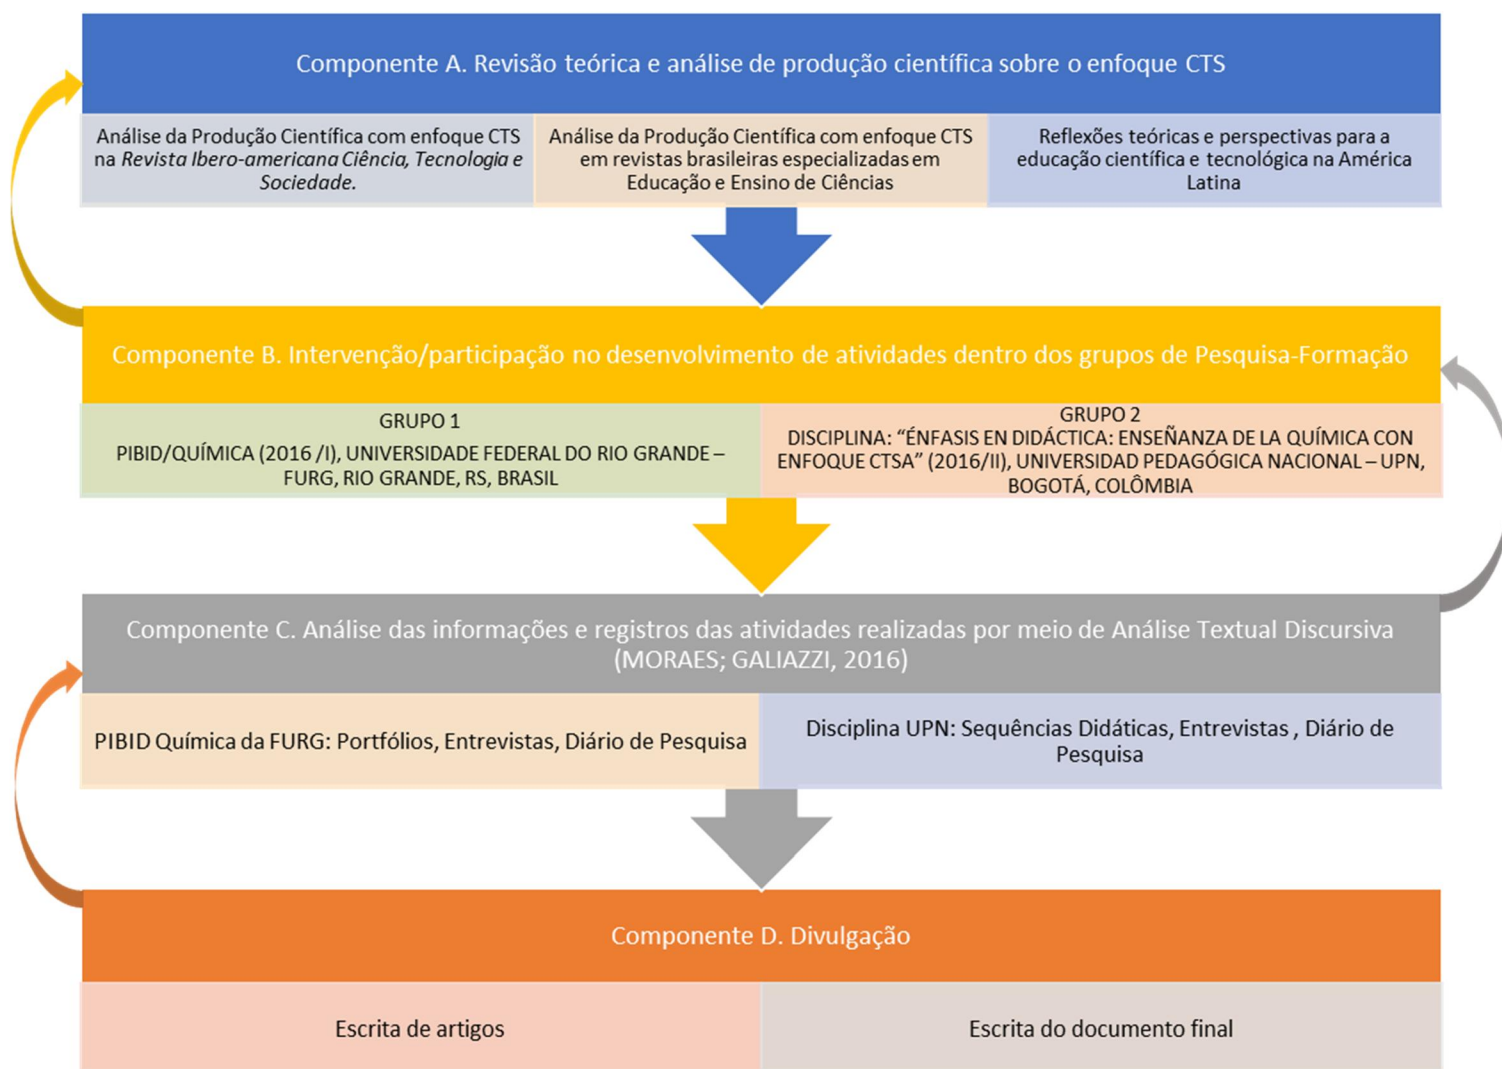 Componente A. Revisão teórica e análise de produção científica sobre o enfoque CTS
Análise da Produção Científica com enfoque CTS
na Revista Ibero-americana Ciência, Tecnologia e
Sociedade.
Análise da Produção Científica com enfoque CTS
em revistas brasileiras especializadas em
Educação e Ensino de Ciências
Reflexões teóricas e perspectivas para a
educação científica e tecnológica na América
Latina
Componente B. Intervenção/participação no desenvolvimento de atividades dentro dos grupos de Pesquisa-Formação
GRUPO 1
PIBID/QUÍMICA (2016 /I), UNIVERSIDADE FEDERAL DO RIO GRANDE –
FURG, RIO GRANDE, RS, BRASIL
GRUPO 2
DISCIPLINA: “ÉNFASIS EN DIDÁCTICA: ENSEÑANZA DE LA QUÍMICA CON
ENFOQUE CTSA” (2016/II), UNIVERSIDAD PEDAGÓGICA NACIONAL – UPN,
BOGOTÁ, COLÔMBIA
Componente C. Análise das informações e registros das atividades realizadas por meio de Análise Textual Discursiva
(MORAES; GALIAZZI, 2016)
PIBID Química da FURG: Portfólios, Entrevistas, Diário de Pesquisa
Disciplina UPN: Sequências Didáticas, Entrevistas , Diário de
Pesquisa
Componente D. Divulgação
Escrita de artigos
Escrita do documento final